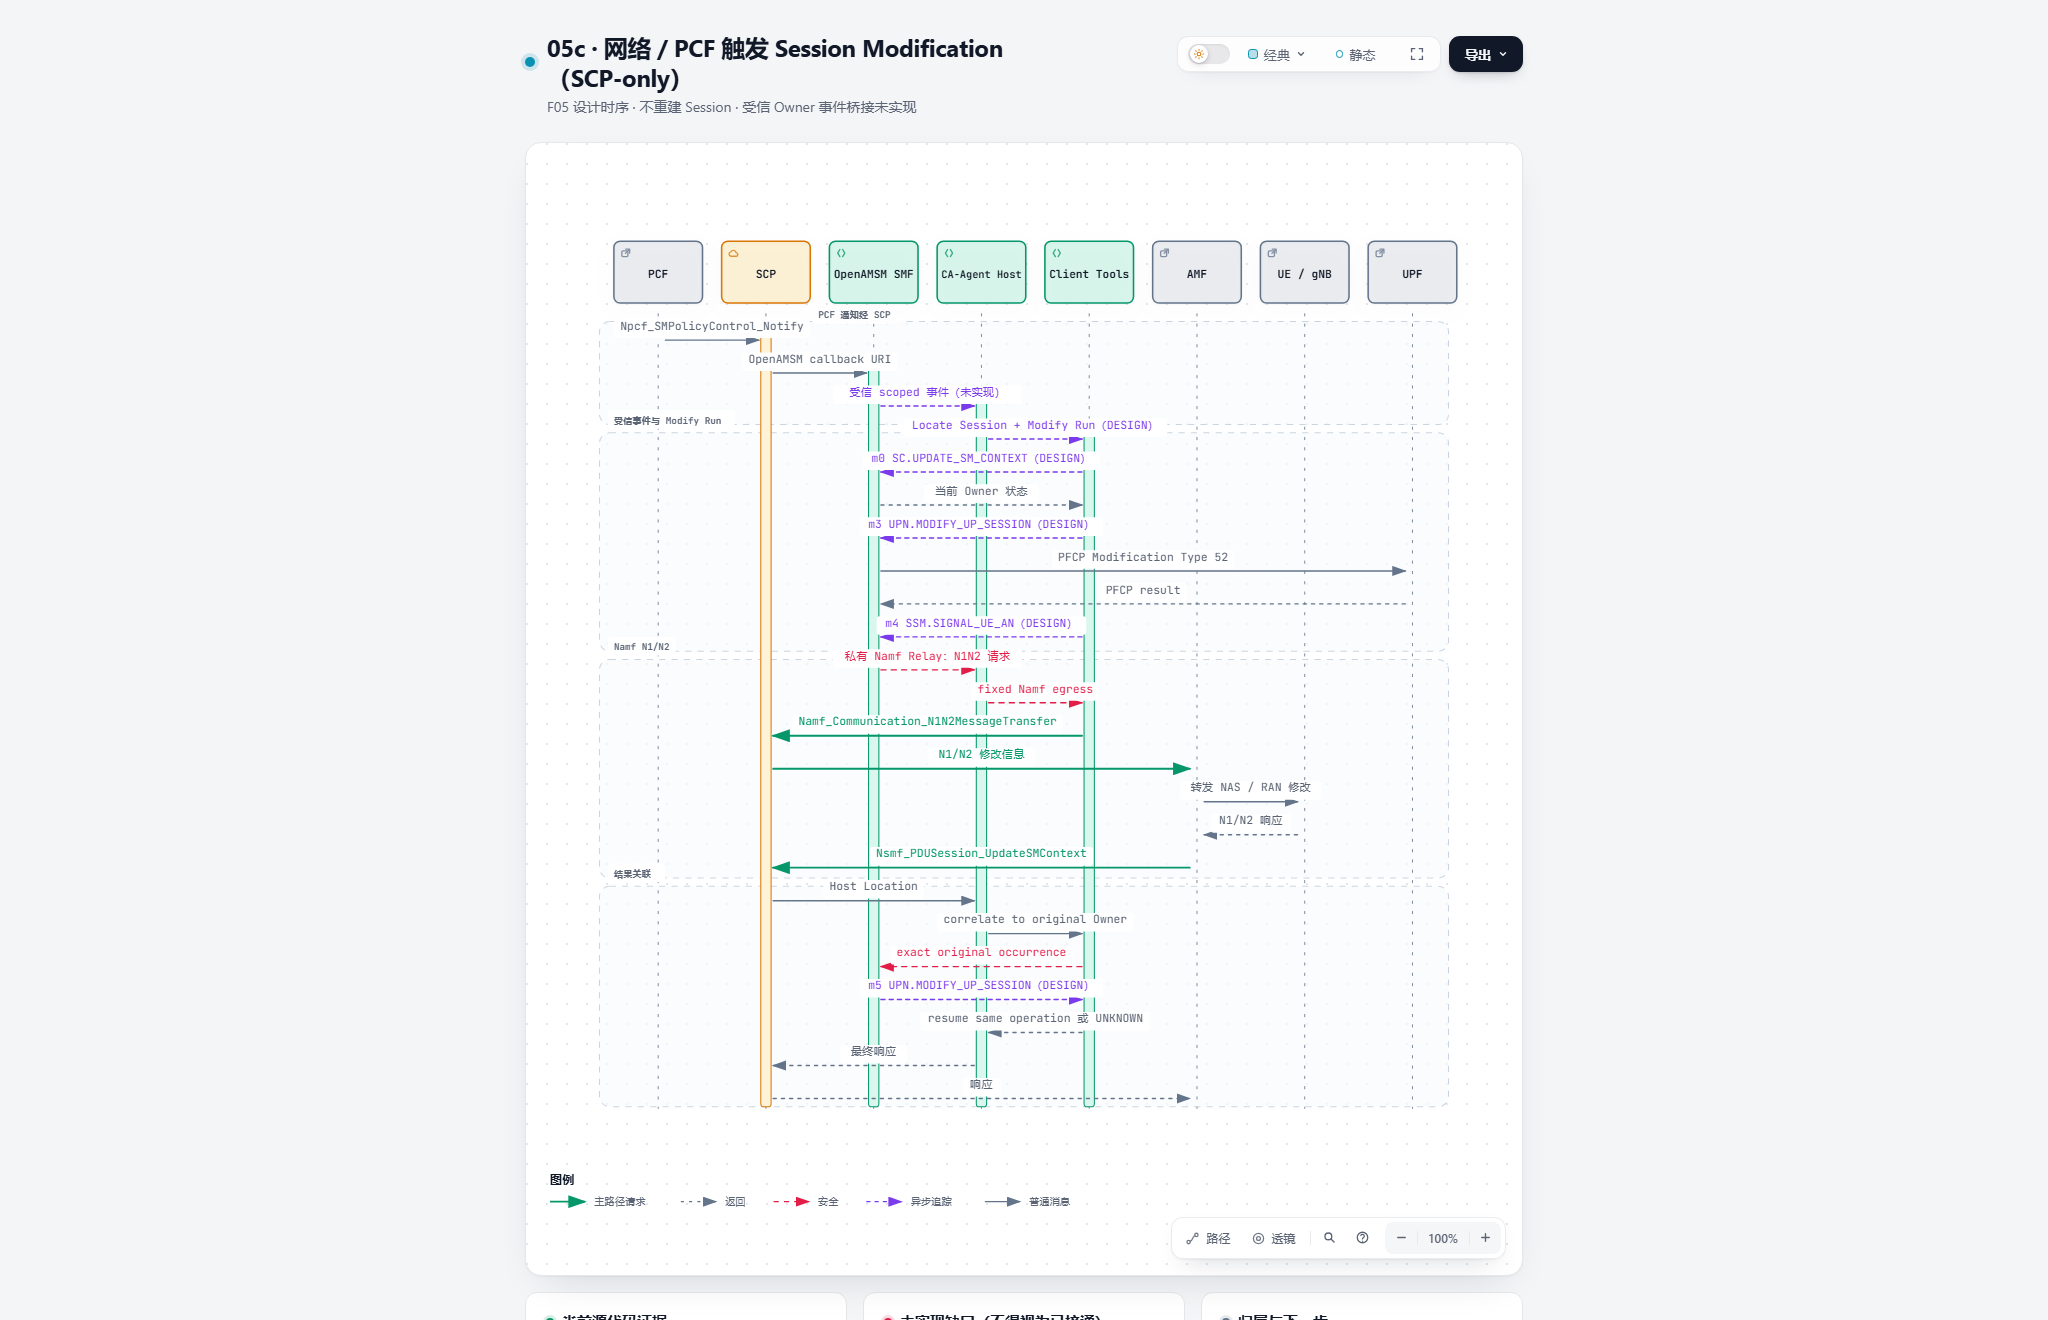 05c · 网络 / PCF 触发 Session Modification
（SCP-only）
F05 设计时序 · 不重建 Session · 受信 Owner 事件桥接未实现
经典
静态
导出
PCF
SCP
OpenAMSM SMF
CA-Agent Host
Client Tools
AMF
UE / gNB
UPF
PCF 通知经 SCP
Npcf_SMPolicyControl_Notify
OpenAMSM callback URI
受信 scoped 事件（未实现）
受信事件与 Modify Run
Locate Session + Modify Run（DESIGN）
m0 SC.UPDATE_SM_CONTEXT（DESIGN）
当前 Owner 状态
m3 UPN.MODIFY_UP_SESSION（DESIGN）
PFCP Modification Type 52
PFCP result
m4 SSM.SIGNAL_UE_AN（DESIGN）
Namf N1/N2
私有 Namf Relay：N1N2 请求
fixed Namf egress
Namf_Communication_N1N2MessageTransfer
N1/N2 修改信息
转发 NAS / RAN 修改
N1/N2 响应
Nsmf_PDUSession_UpdateSMContext
结果关联
Host Location
correlate to original Owner
exact original occurrence
m5 UPN.MODIFY_UP_SESSION（DESIGN）
resume same operation 或 UNKNOWN
最终响应
响应
图例
主路径请求
返回
安全
异步追踪
普通消息
路径
透镜
100%